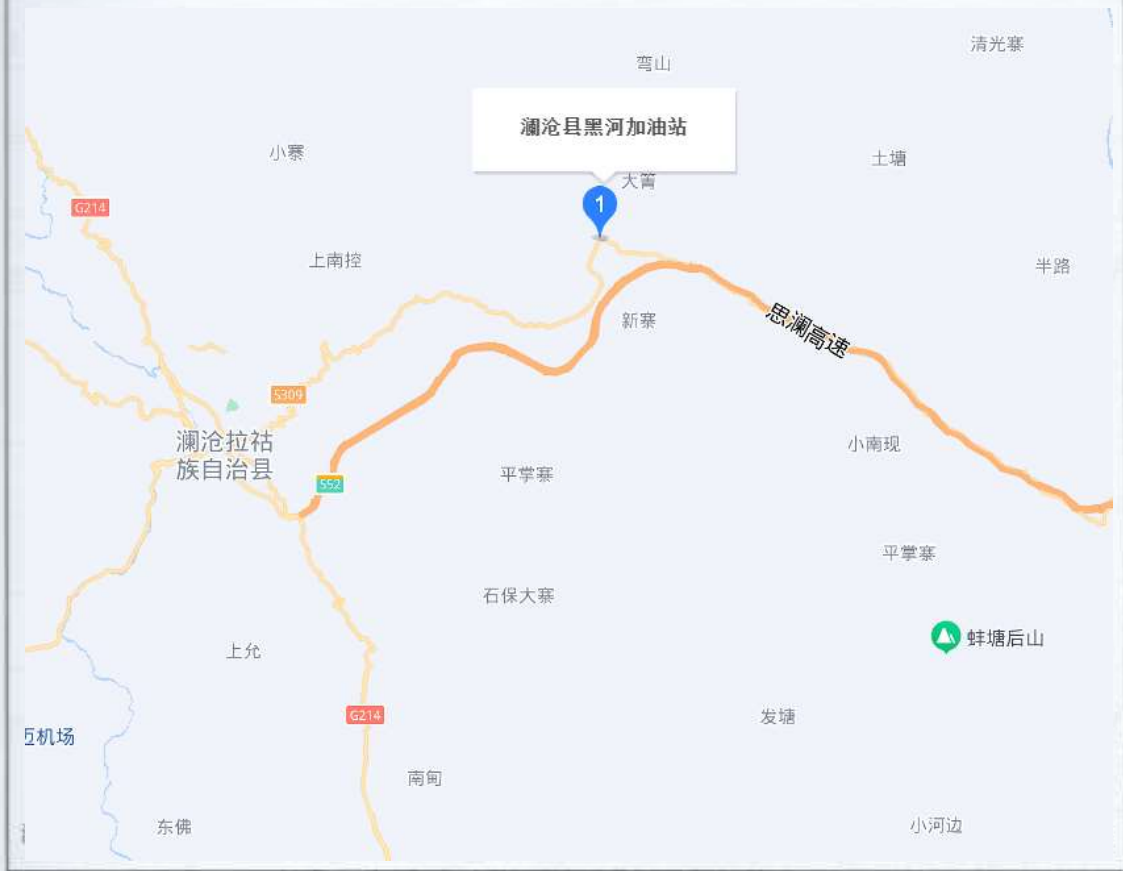 清光寨
弯山
澜沧县黑河加油站
小寨
土塘
大箐
1
G214
上南控
半路
新寨
思澜高速
S309
澜沧拉祜
族自治县
小南现
平掌寨
S52
平掌寨
石保大寨
蚌塘后山
上允
G214
发塘
迈机场
南甸
东佛
小河边